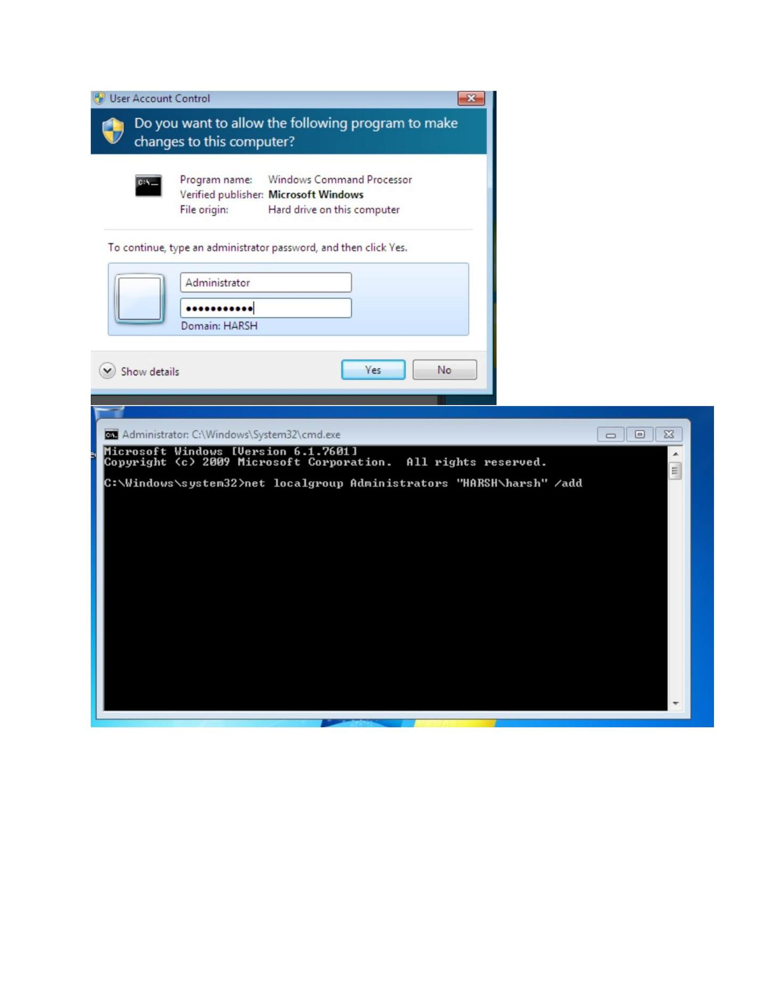 User Account Control
Do you want to allow the following program to make
changes to this computer?
C:\_
Program name: Windows Command Processor
Verified publisher: Microsoft Windows
File origin: Hard drive on this computer
To continue, type an administrator password, and then click Yes.
Administrator
●●●●●●●●●●●
Domain: HARSH
Show details
Yes
No
Administrator: C:\Windows\System32\cmd.exe
Microsoft Windows [Version 6.1.7601]
Copyright (c) 2009 Microsoft Corporation. All rights reserved.
C:\Windows\system32>net localgroup Administrators "HARSH\harsh" /add